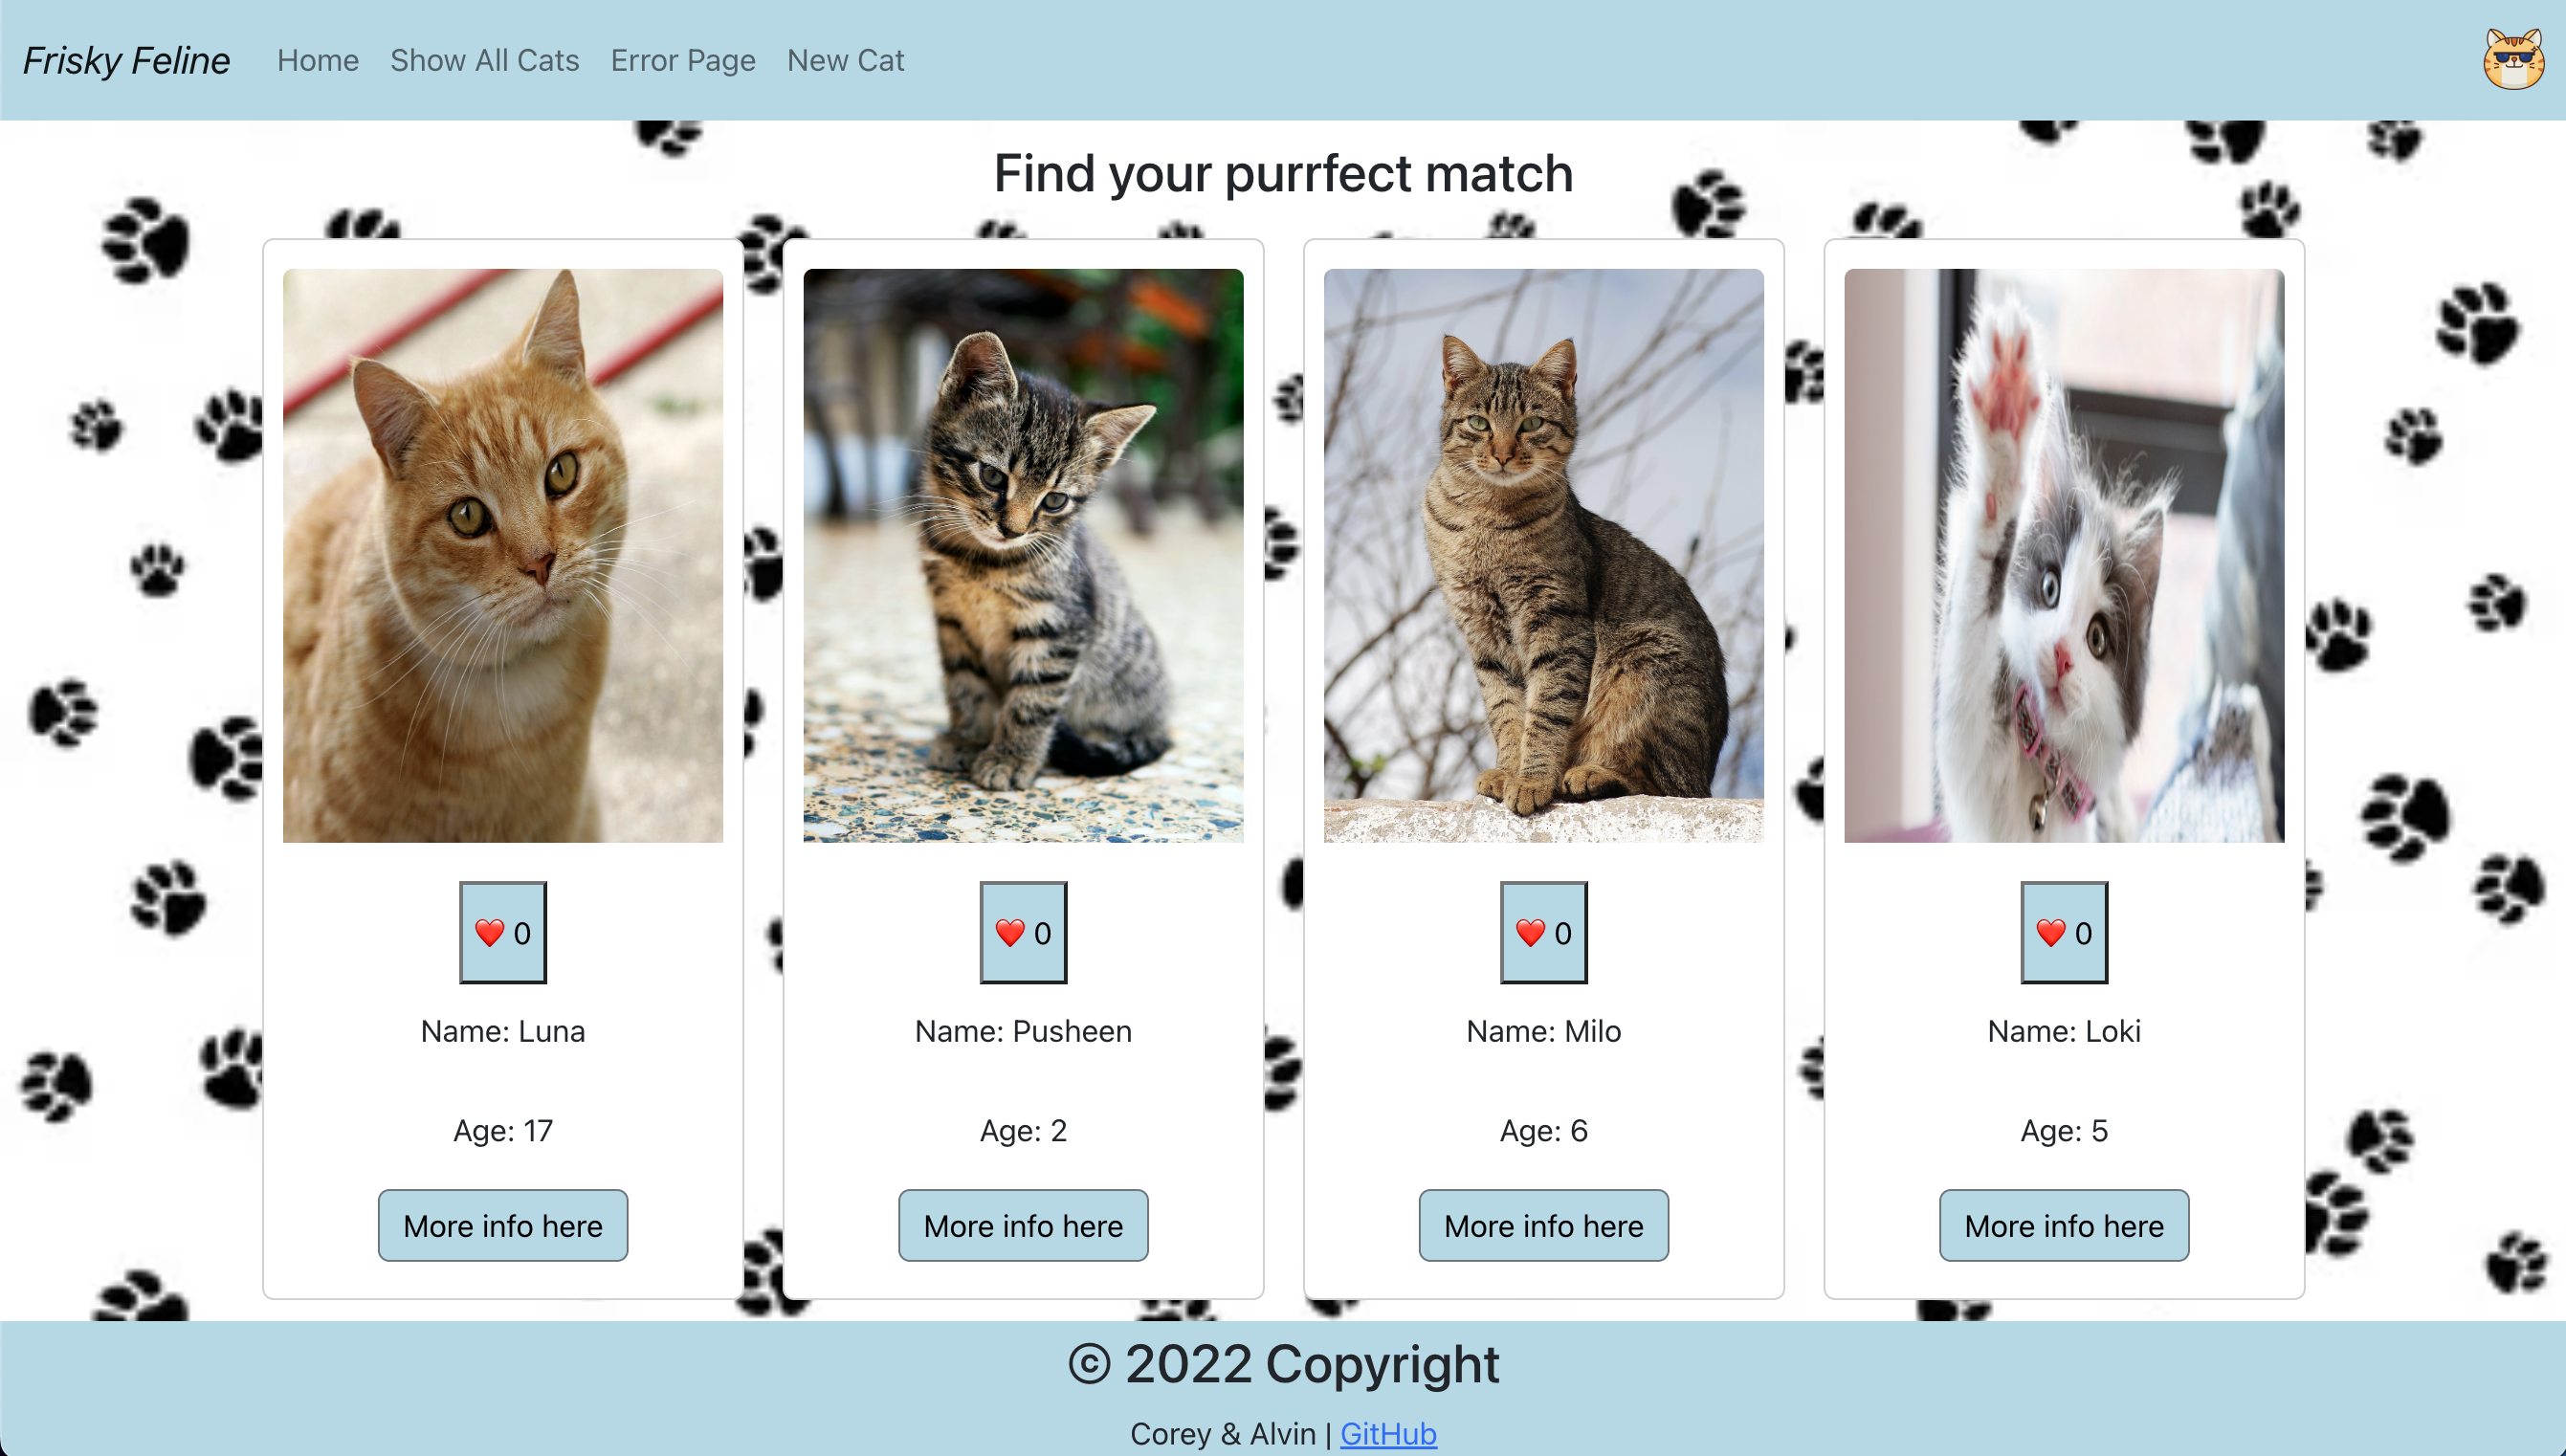 Frisky Feline Home Show All Cats Error Page New Cat
Find your purrfect match
❤️ 0
Name: Luna
Age: 17
More info here
❤️ 0
Name: Pusheen
Age: 2
More info here
❤️ 0
Name: Milo
Age: 6
More info here
❤️ 0
Name: Loki
Age: 5
More info here
© 2022 Copyright
Corey & Alvin | GitHub